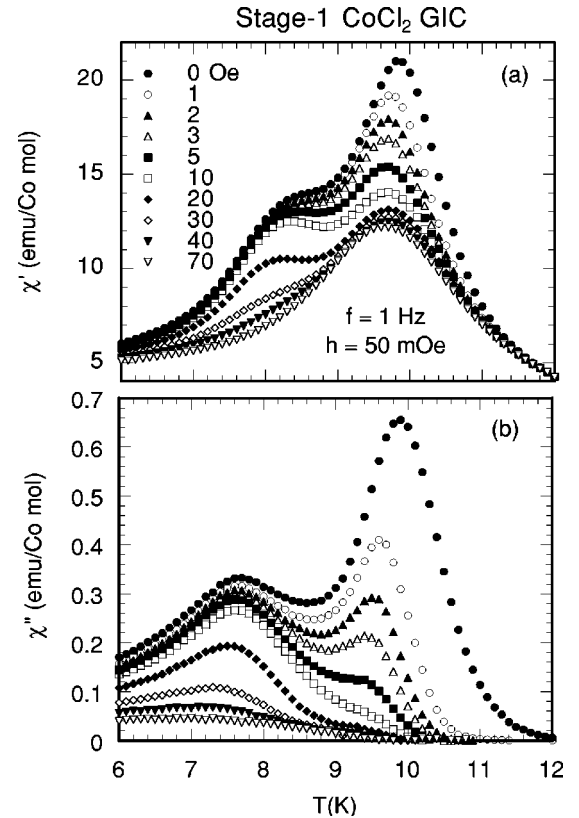 Stage-1 CoCl₂ GIC
(a)
χ′ (emu/Co mol)
20
15
10
5
0 Oe
1
2
3
5
10
20
30
40
70
f = 1 Hz
h = 50 mOe
(b)
χ″ (emu/Co mol)
0.7
0.6
0.5
0.4
0.3
0.2
0.1
0
6 7 8 9 10 11 12
T(K)